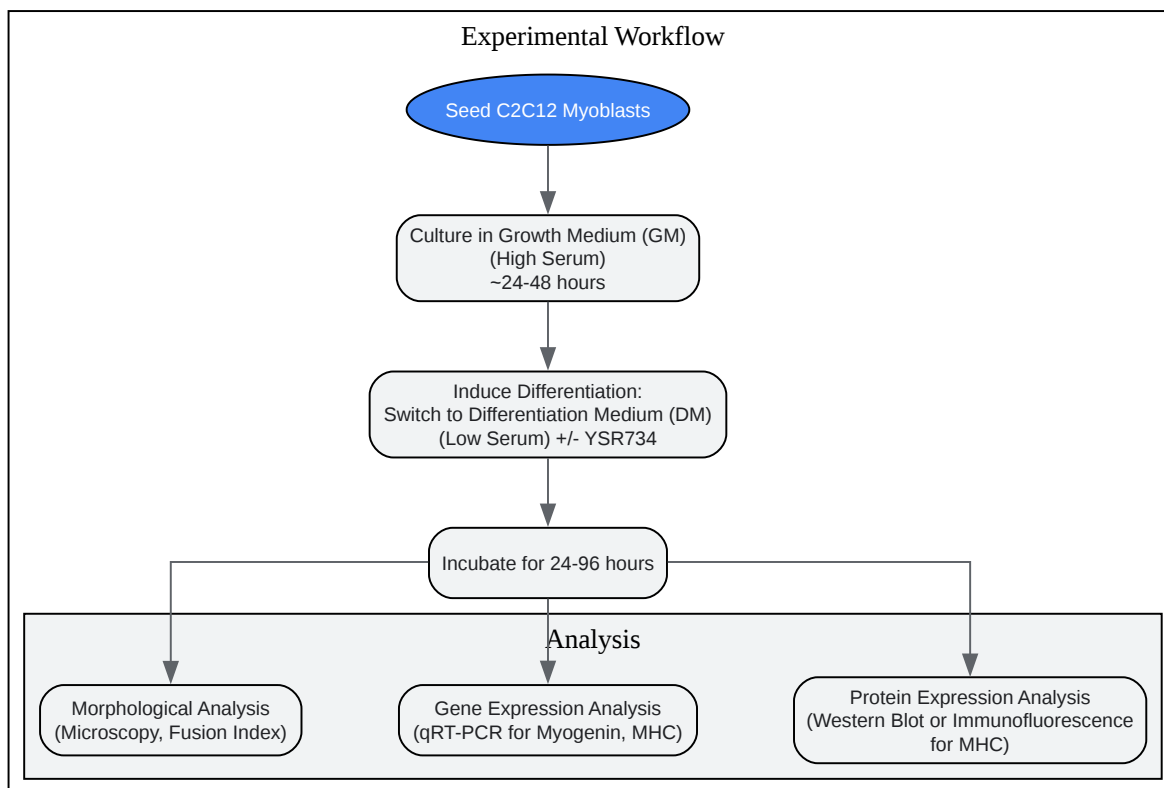 Experimental Workflow
Seed C2C12 Myoblasts
Culture in Growth Medium (GM)
(High Serum)
~24-48 hours
Induce Differentiation:
Switch to Differentiation Medium (DM)
(Low Serum) +/- YSR734
Incubate for 24-96 hours
Analysis
Morphological Analysis
(Microscopy, Fusion Index)
Gene Expression Analysis
(qRT-PCR for Myogenin, MHC)
Protein Expression Analysis
(Western Blot or Immunofluorescence
for MHC)